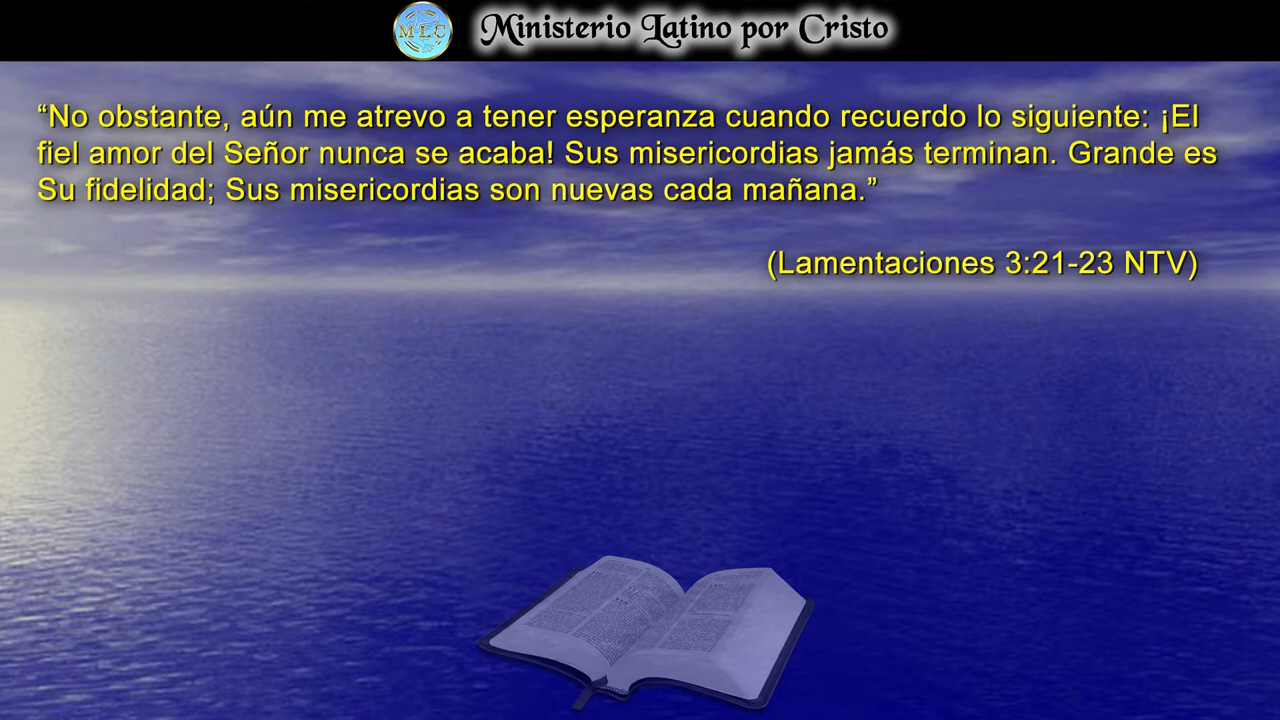 MLC Ministerio Latino por Cristo
“No obstante, aún me atrevo a tener esperanza cuando recuerdo lo siguiente: ¡El
fiel amor del Señor nunca se acaba! Sus misericordias jamás terminan. Grande es
Su fidelidad; Sus misericordias son nuevas cada mañana.”
(Lamentaciones 3:21-23 NTV)